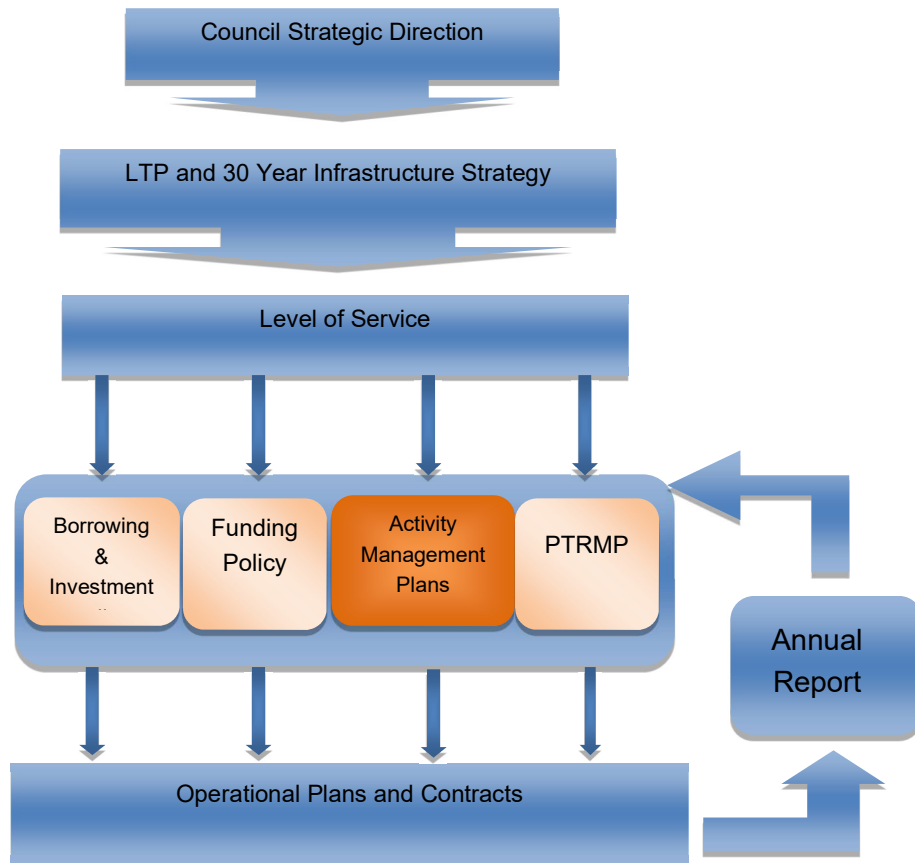 Council Strategic Direction
LTP and 30 Year Infrastructure Strategy
Level of Service
Borrowing
&
Investment
Funding
Policy
Activity
Management
Plans
PTRMP
Annual
Report
Operational Plans and Contracts